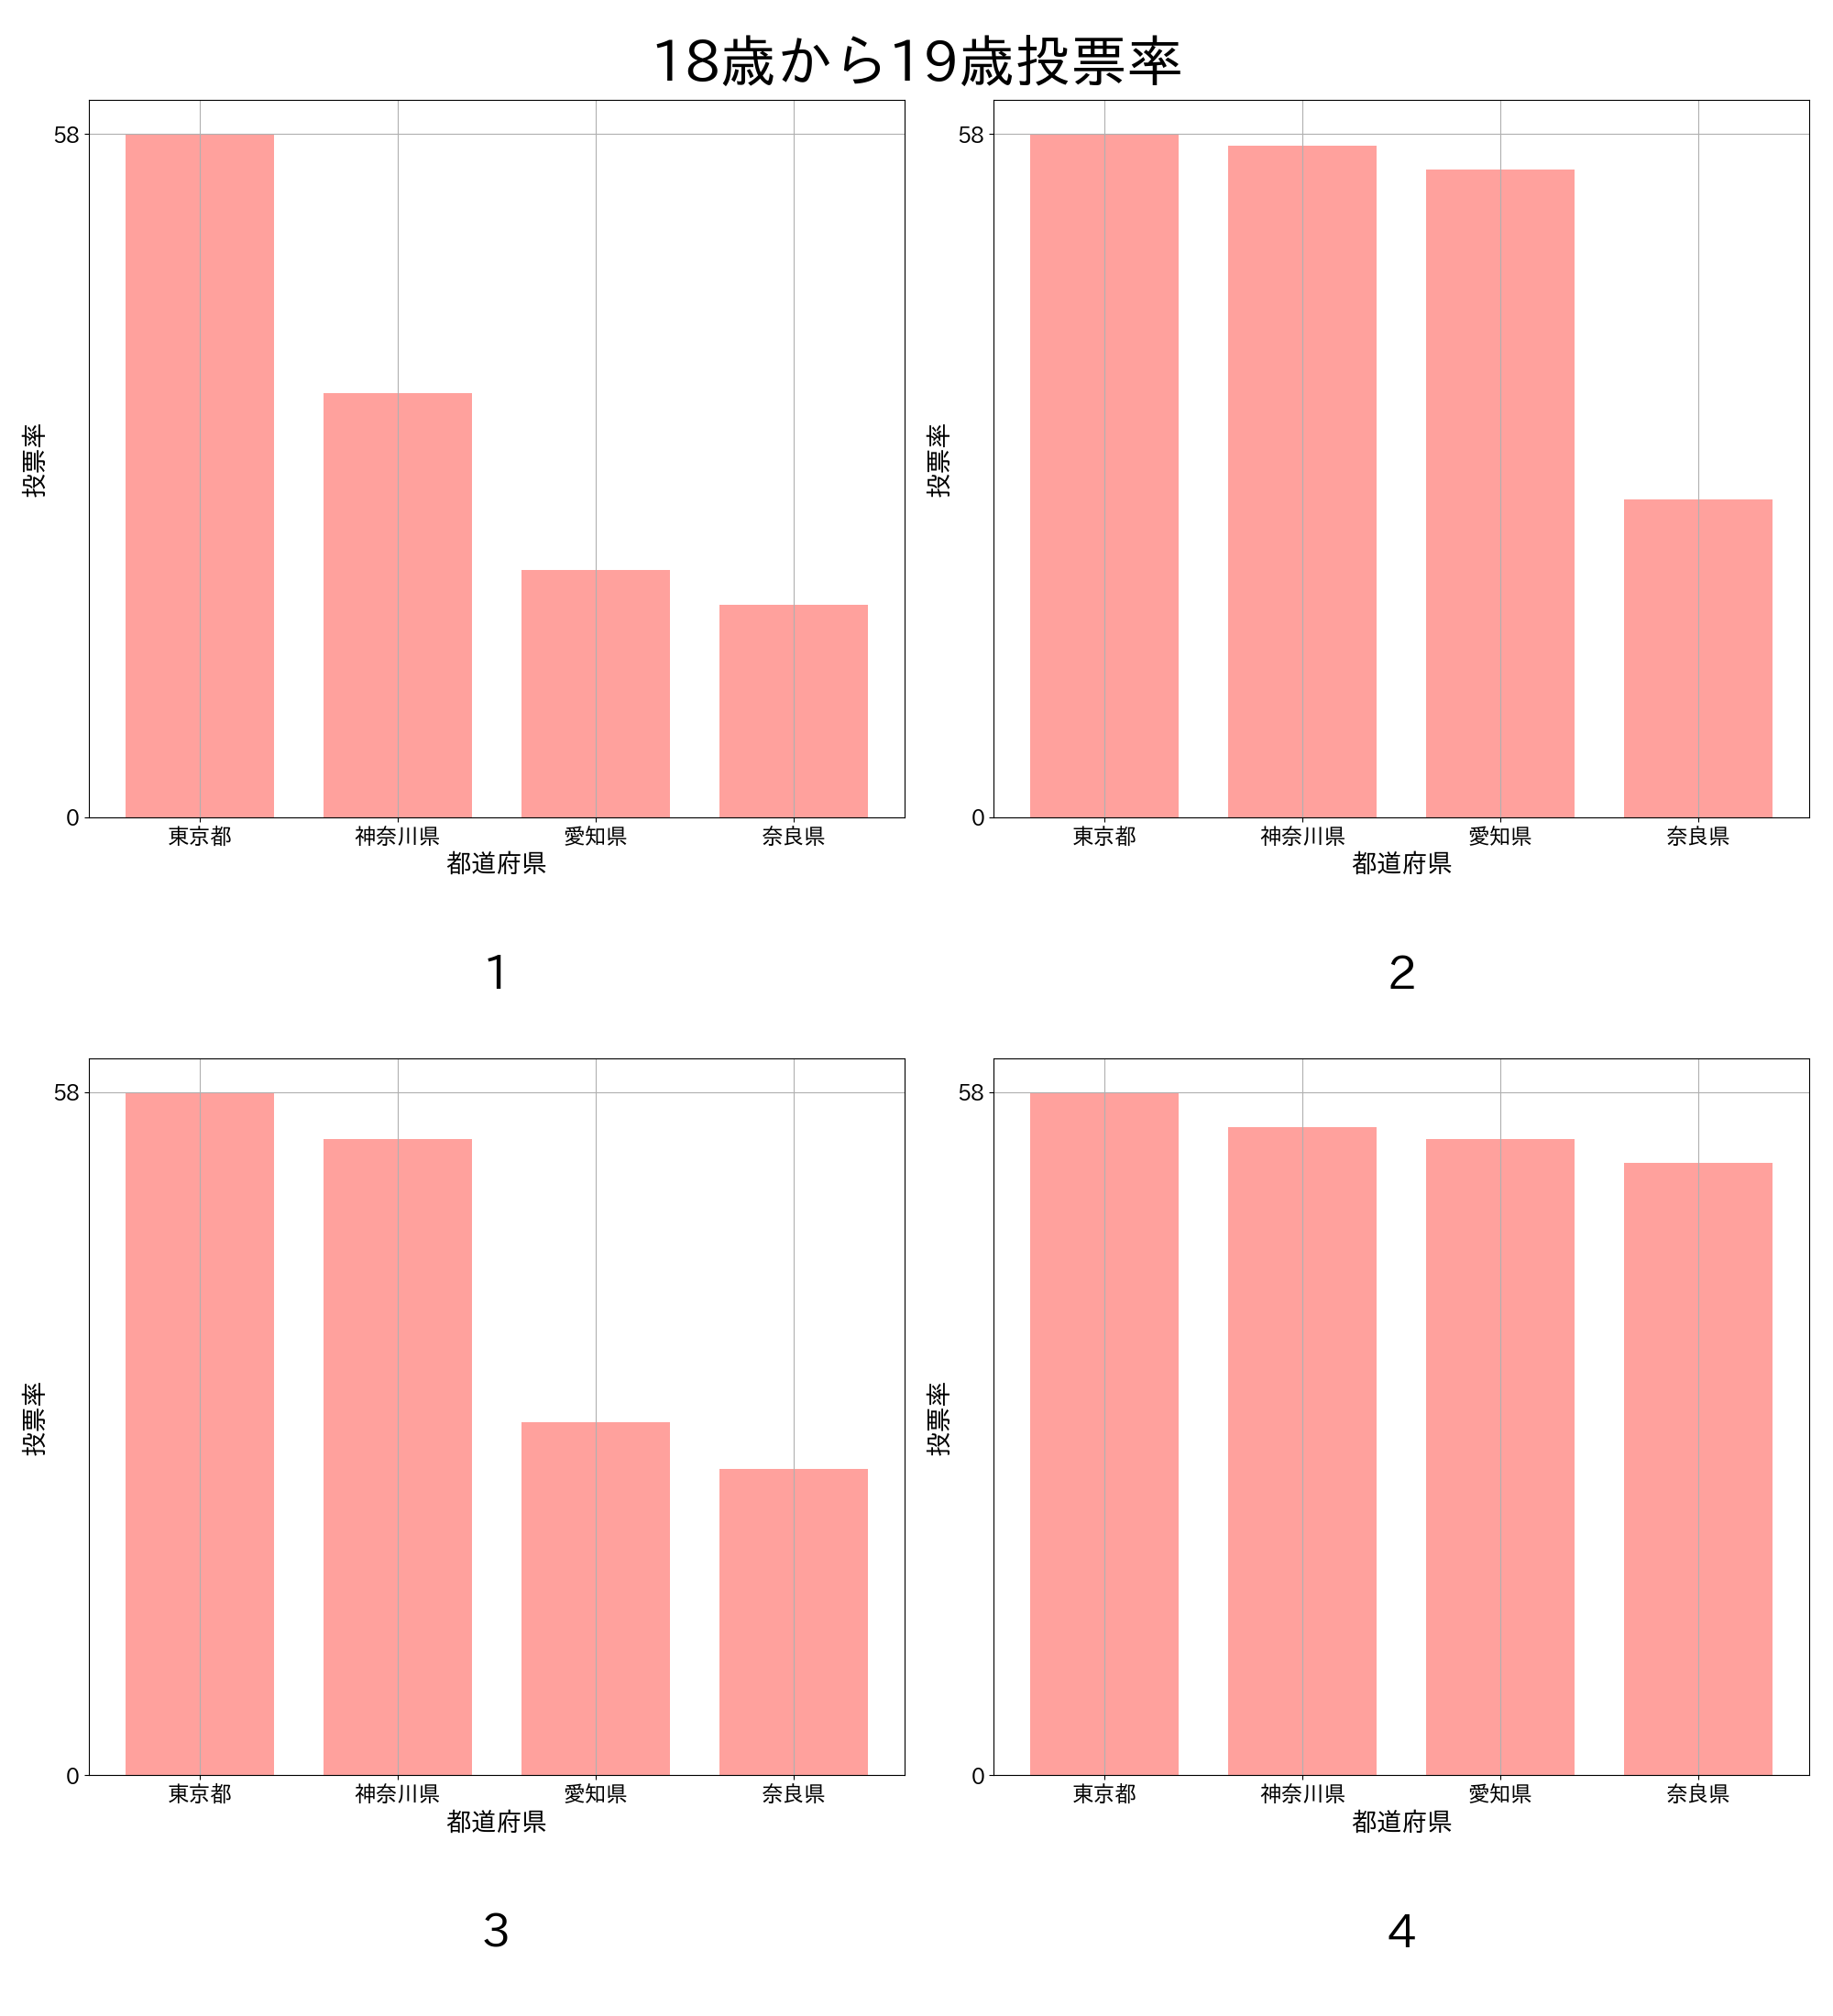 18歳から19歳投票率
58
0
投票率
東京都 神奈川県 愛知県 奈良県
都道府県
1
58
0
投票率
東京都 神奈川県 愛知県 奈良県
都道府県
2
58
0
投票率
東京都 神奈川県 愛知県 奈良県
都道府県
3
58
0
投票率
東京都 神奈川県 愛知県 奈良県
都道府県
4